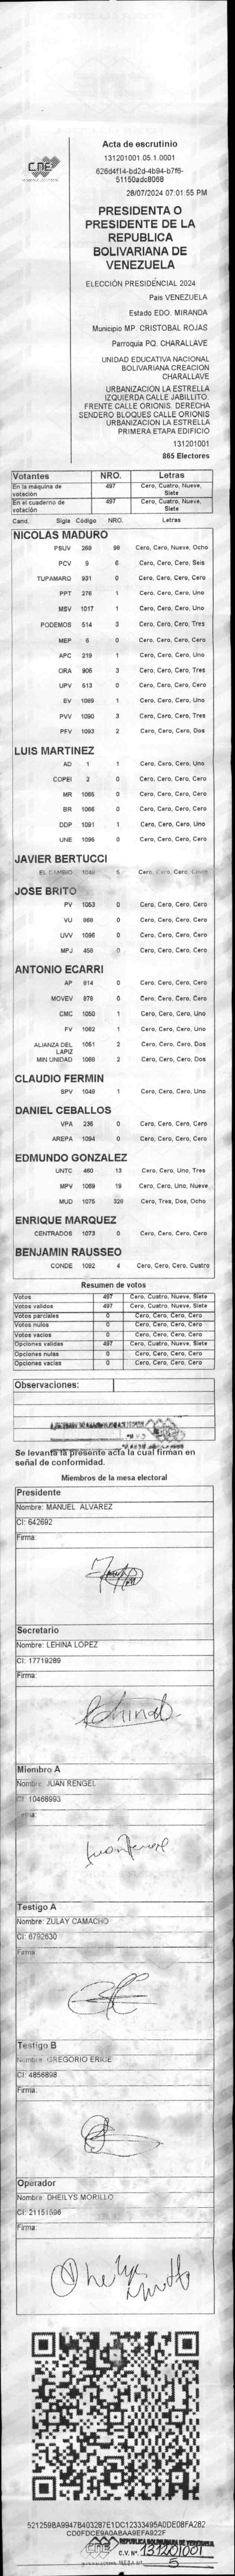 CNE
Acta de escrutinio
131201001.05.1.0001
626d4f14-bd2d-4b94-b7f6-
51150adc8068
28/07/2024 07:01:55 PM
PRESIDENTA O
PRESIDENTE DE LA
REPUBLICA
BOLIVARIANA DE
VENEZUELA
ELECCIÓN PRESIDENCIAL 2024
Pais VENEZUELA
Estado EDO. MIRANDA
Municipio MP. CRISTOBAL ROJAS
Parroquia PQ. CHARALLAVE
UNIDAD EDUCATIVA NACIONAL
BOLIVARIANA CREACION
CHARALLAVE
URBANIZACIÓN LA ESTRELLA
IZQUIERDA CALLE JABILLITO.
FRENTE CALLE ORIONIS. DERECHA
SENDERO BLOQUES CALLE ORIONIS
URBANIZACION LA ESTRELLA
PRIMERA ETAPA EDIFICIO
131201001
865 Electores
Votantes NRO. Letras
En la máquina de votación 497 Cero, Cuatro, Nueve, Siete
En el cuaderno de votación 497 Cero, Cuatro, Nueve, Siete
Cand. Sigla Codigo NRO. Letras
NICOLAS MADURO
PSUV 269 98 Cero, Cero, Nueve, Ocho
PCV 9 6 Cero, Cero, Cero, Seis
TUPAMARO 931 0 Cero, Cero, Cero, Cero
PPT 276 1 Cero, Cero, Cero, Uno
MSV 1017 1 Cero, Cero, Cero, Uno
PODEMOS 514 3 Cero, Cero, Cero, Tres
MEP 6 0 Cero, Cero, Cero, Cero
APC 219 1 Cero, Cero, Cero, Uno
ORA 906 3 Cero, Cero, Cero, Tres
UPV 513 0 Cero, Cero, Cero, Cero
EV 1089 1 Cero, Cero, Cero, Uno
PVV 1090 3 Cero, Cero, Cero, Tres
PFV 1093 2 Cero, Cero, Cero, Dos
LUIS MARTINEZ
AD 1 1 Cero, Cero, Cero, Uno
COPEI 2 0 Cero, Cero, Cero, Cero
MR 1065 0 Cero, Cero, Cero, Cero
BR 1066 0 Cero, Cero, Cero, Cero
DDP 1091 1 Cero, Cero, Cero, Uno
UNE 1095 0 Cero, Cero, Cero, Cero
JAVIER BERTUCCI
EL CAMBIO 1048 5 Cero, Cero, Cero, Cinco
JOSE BRITO
PV 1053 0 Cero, Cero, Cero, Cero
VU 868 0 Cero, Cero, Cero, Cero
UVV 1096 0 Cero, Cero, Cero, Cero
MPJ 458 0 Cero, Cero, Cero, Cero
ANTONIO ECARRI
AP 814 0 Cero, Cero, Cero, Cero
MOVEV 878 0 Cero, Cero, Cero, Cero
CMC 1050 1 Cero, Cero, Cero, Uno
FV 1062 1 Cero, Cero, Cero, Uno
ALIANZA DEL LAPIZ 1051 2 Cero, Cero, Cero, Dos
MIN UNIDAD 1068 2 Cero, Cero, Cero, Dos
CLAUDIO FERMIN
SPV 1049 1 Cero, Cero, Cero, Uno
DANIEL CEBALLOS
VPA 236 0 Cero, Cero, Cero, Cero
AREPA 1094 0 Cero, Cero, Cero, Cero
EDMUNDO GONZALEZ
UNTC 460 13 Cero, Cero, Uno, Tres
MPV 1069 19 Cero, Cero, Uno, Nueve
MUD 1075 328 Cero, Tres, Dos, Ocho
ENRIQUE MARQUEZ
CENTRADOS 1073 0 Cero, Cero, Cero, Cero
BENJAMIN RAUSSEO
CONDE 1092 4 Cero, Cero, Cero, Cuatro
Resumen de votos
Votos 497 Cero, Cuatro, Nueve, Siete
Votos validos 497 Cero, Cuatro, Nueve, Siete
Votos parciales 0 Cero, Cero, Cero, Cero
Votos nulos 0 Cero, Cero, Cero, Cero
Votos vacios 0 Cero, Cero, Cero, Cero
Opciones validas 497 Cero, Cuatro, Nueve, Siete
Opciones nulas 0 Cero, Cero, Cero, Cero
Opciones vacias 0 Cero, Cero, Cero, Cero
Observaciones:
Se levanta la presente acta la cual firman en
señal de conformidad.
Miembros de la mesa electoral
Presidente
Nombre: MANUEL ALVAREZ
CI: 642692
Firma:
Secretario
Nombre: LEHINA LOPEZ
CI: 17719289
Firma:
Miembro A
Nombre: JUAN RENGEL
CI: 10468993
Firma:
Testigo A
Nombre: ZULAY CAMACHO
CI: 6792630
Firma:
Testigo B
Nombre: GREGORIO ERICE
CI: 4856898
Firma:
Operador
Nombre: DHEILYS MORILLO
CI: 21151596
Firma:
Dheilys Morillo
521259BA9947B403287E1DC12333495A0DE08FA2B2
CD0FDCE9A0ABAA9EFA922F
CNE REPUBLICA BOLIVARIANA DE VENEZUELA
C.V. Nº. 131201001
MESA Nº 5